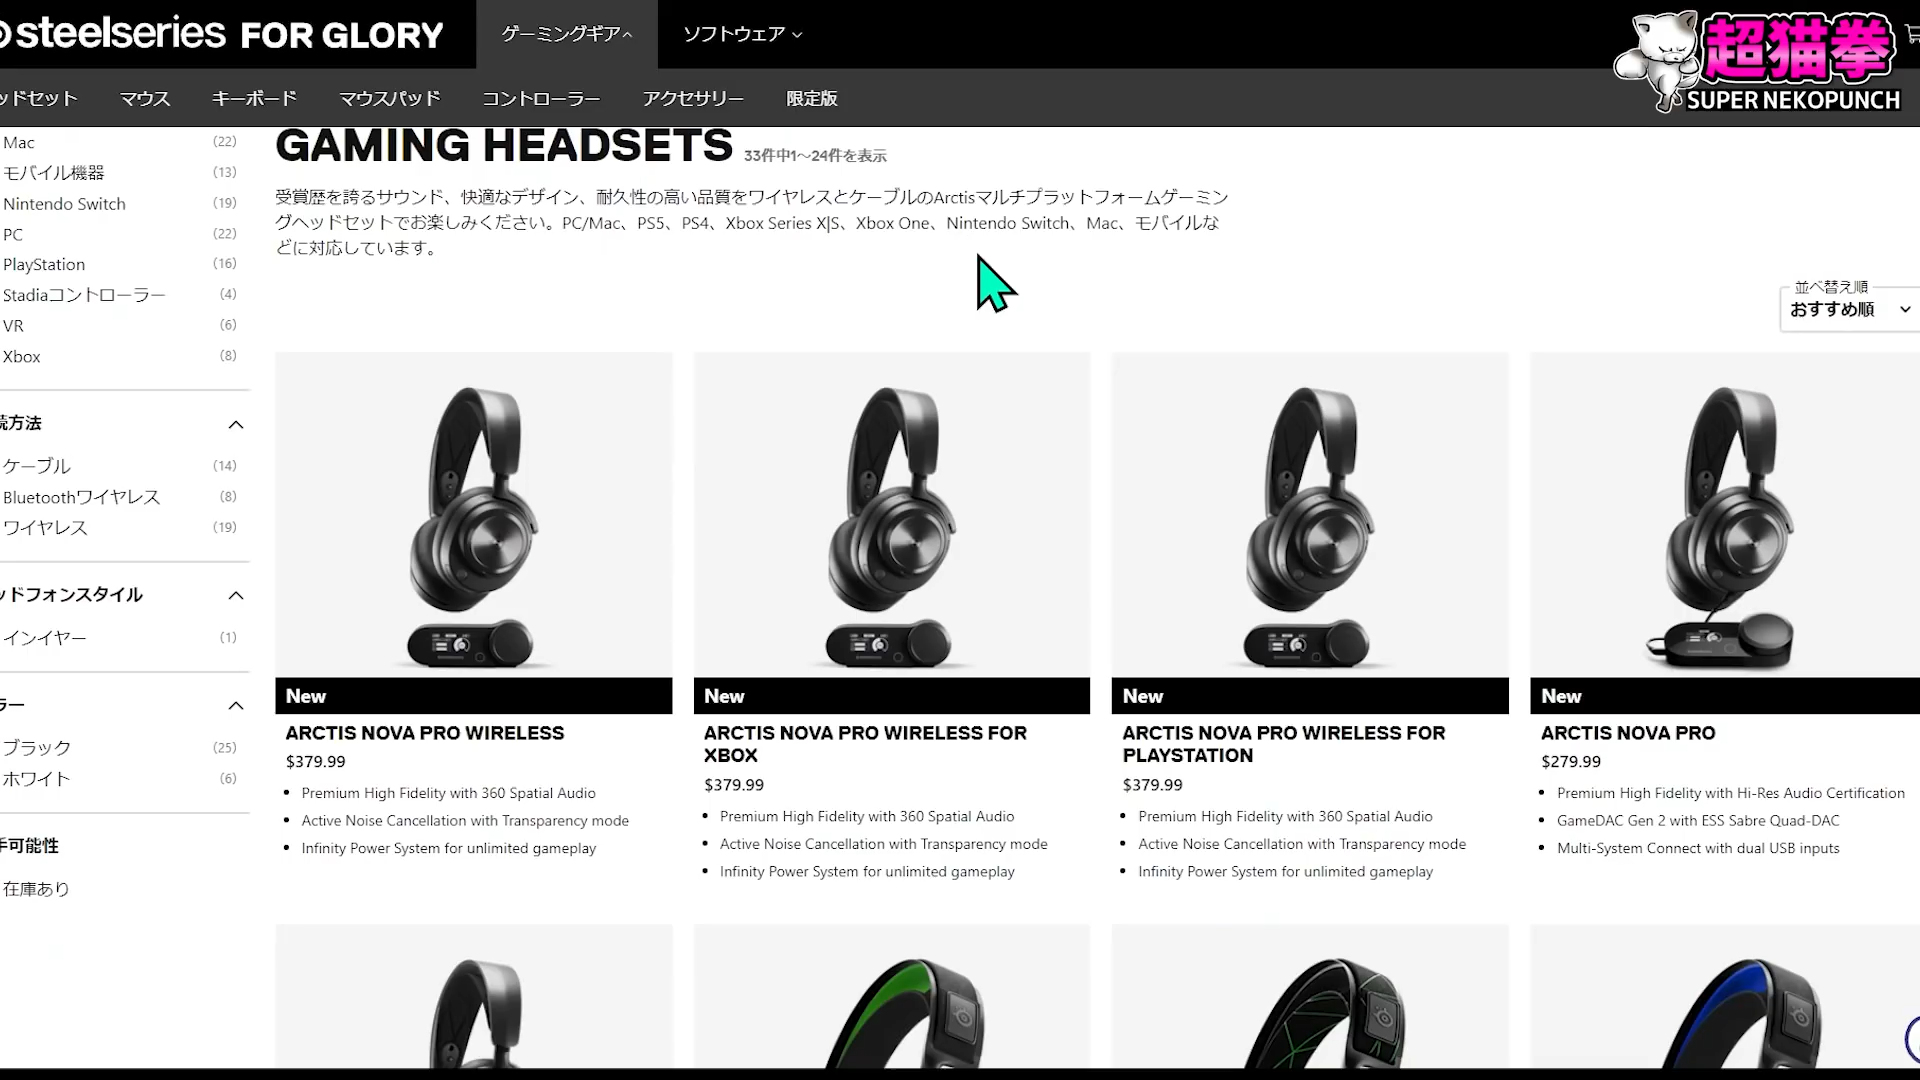 steelseries FOR GLORY
ゲーミングギア
ソフトウェア
超猫拳
SUPER NEKOPUNCH
ッドセット
マウス
キーボード
マウスパッド
コントローラー
アクセサリー
限定版
Mac (22)
モバイル機器 (13)
Nintendo Switch (19)
PC (22)
PlayStation (16)
Stadiaコントローラー (4)
VR (6)
Xbox (8)
続方法
ケーブル (14)
Bluetoothワイヤレス (8)
ワイヤレス (19)
ッドフォンスタイル
インイヤー (1)
ラー
ブラック (25)
ホワイト (6)
手可能性
在庫あり
GAMING HEADSETS 33件中1～24件を表示
受賞歴を誇るサウンド、快適なデザイン、耐久性の高い品質をワイヤレスとケーブルのArctisマルチプラットフォームゲーミン
グヘッドセットでお楽しみください。PC/Mac、PS5、PS4、Xbox Series X|S、Xbox One、Nintendo Switch、Mac、モバイルな
どに対応しています。
並べ替え順
おすすめ順
New
ARCTIS NOVA PRO WIRELESS
$379.99
Premium High Fidelity with 360 Spatial Audio
Active Noise Cancellation with Transparency mode
Infinity Power System for unlimited gameplay
New
ARCTIS NOVA PRO WIRELESS FOR
XBOX
$379.99
Premium High Fidelity with 360 Spatial Audio
Active Noise Cancellation with Transparency mode
Infinity Power System for unlimited gameplay
New
ARCTIS NOVA PRO WIRELESS FOR
PLAYSTATION
$379.99
Premium High Fidelity with 360 Spatial Audio
Active Noise Cancellation with Transparency mode
Infinity Power System for unlimited gameplay
New
ARCTIS NOVA PRO
$279.99
Premium High Fidelity with Hi-Res Audio Certification
GameDAC Gen 2 with ESS Sabre Quad-DAC
Multi-System Connect with dual USB inputs